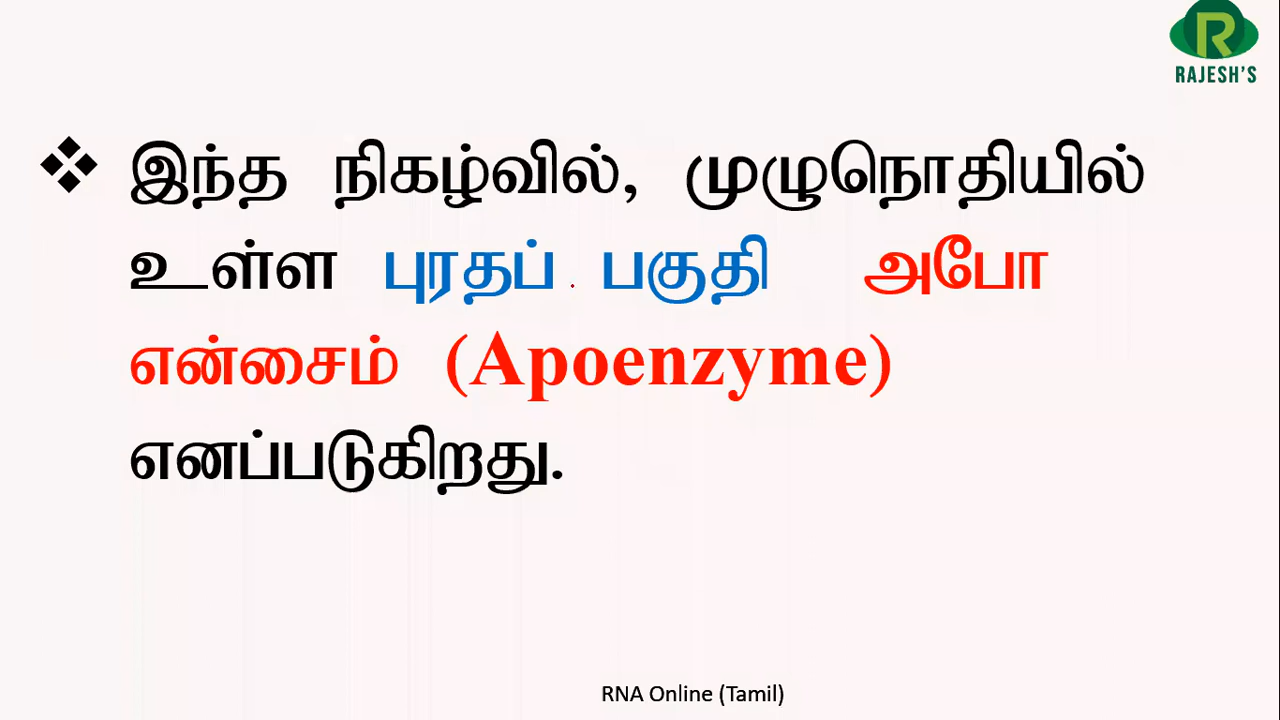 RAJESH'S
❖ இந்த நிகழ்வில், முழுநொதியில்
உள்ள புரதப் பகுதி அபோ
என்சைம் (Apoenzyme)
எனப்படுகிறது.
RNA Online (Tamil)